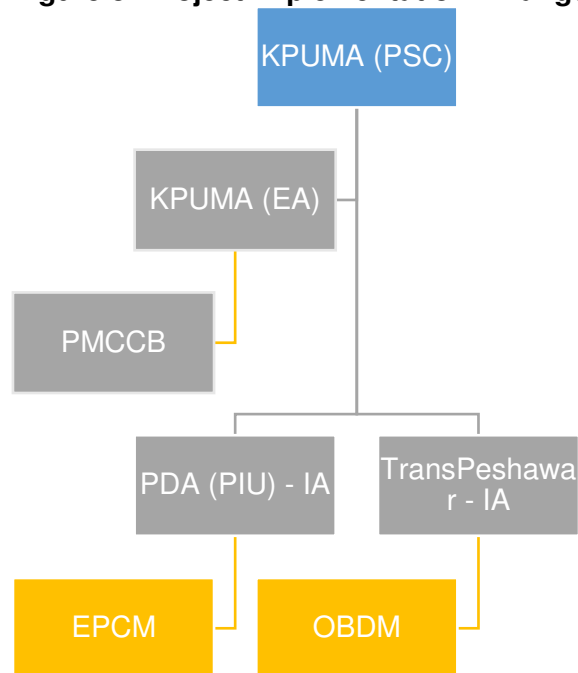 KPUMA (PSC)
KPUMA (EA)
PMCCB
PDA (PIU) - IA
TransPeshawa
r - IA
EPCM
OBDM